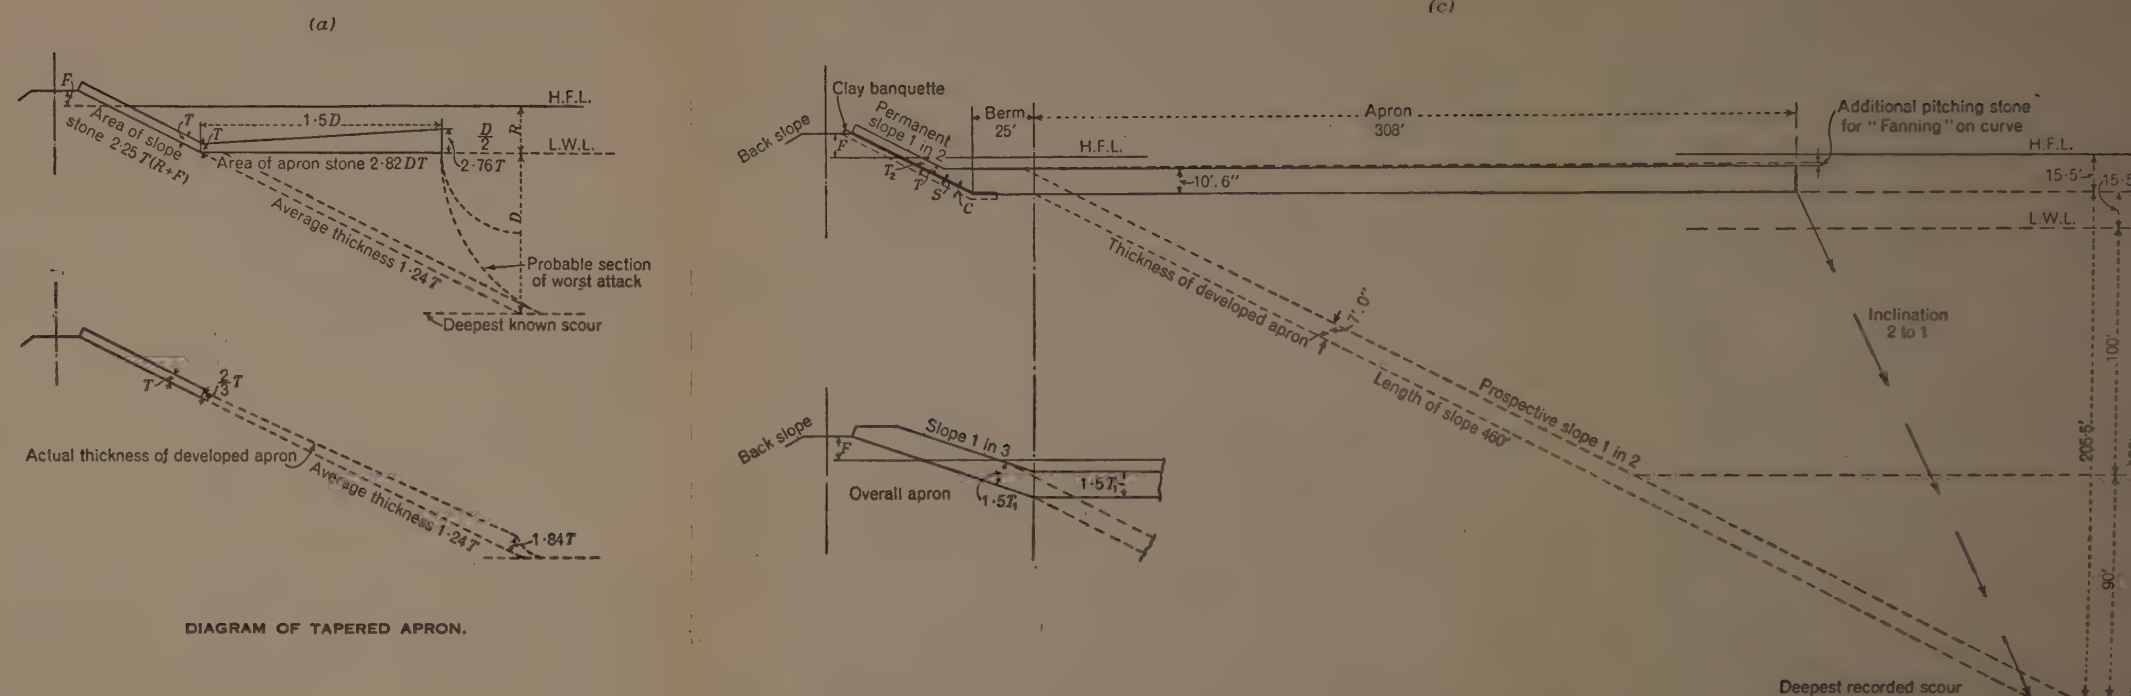 (a)
F
H.F.L.
1·5D
T
T
D
2
R
L.W.L.
Area of slope
stone 2·25 T(R+F)
Area of apron stone 2·82DT
2·76T
Average thickness 1·24T
D
Probable section
of worst attack
Deepest known scour
T
2
3 T
Actual thickness of developed apron
Average thickness 1·24T
1·84T
DIAGRAM OF TAPERED APRON.
(c)
Clay banquette
Back slope
Permanent
slope 1 in 2
F
Berm
25'
Apron
308'
Additional pitching stone
for "Fanning" on curve
H.F.L.
H.F.L.
T2
T
S
C
10'. 6"
15·5'
15·5
L.W.L.
Thickness of developed apron
7'. 0"
Inclination
2 to 1
100'
Length of slope 460'
Prospective slope 1 in 2
205·5'
90'
Back slope
F
Slope 1 in 3
Overall apron
1·5T1
1·5T1
Deepest recorded scour